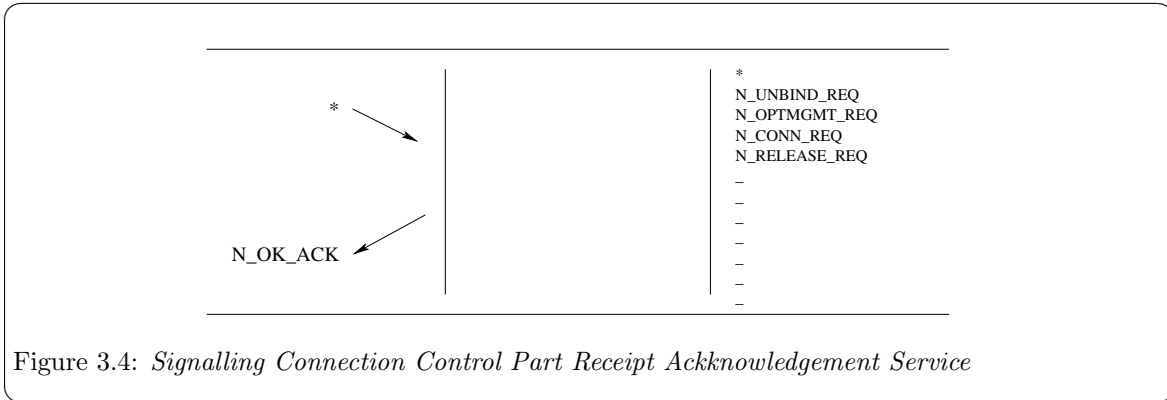 *
N_OK_ACK
*
N_UNBIND_REQ
N_OPTMGMT_REQ
N_CONN_REQ
N_RELEASE_REQ
–
–
–
–
–
–
–
Figure 3.4: Signalling Connection Control Part Receipt Ackknowledgement Service